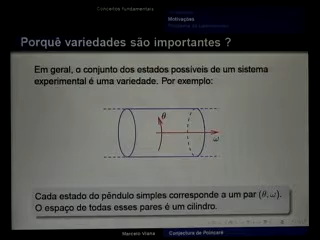 Conceitos fundamentais
Motivações
Porquê variedades são importantes ?
Em geral, o conjunto dos estados possíveis de um sistema
experimental é uma variedade. Por exemplo:
θ
ω
Cada estado do pêndulo simples corresponde a um par (θ, ω).
O espaço de todas esses pares é um cilindro.
Marcelo Viana
Conjectura de Poincaré